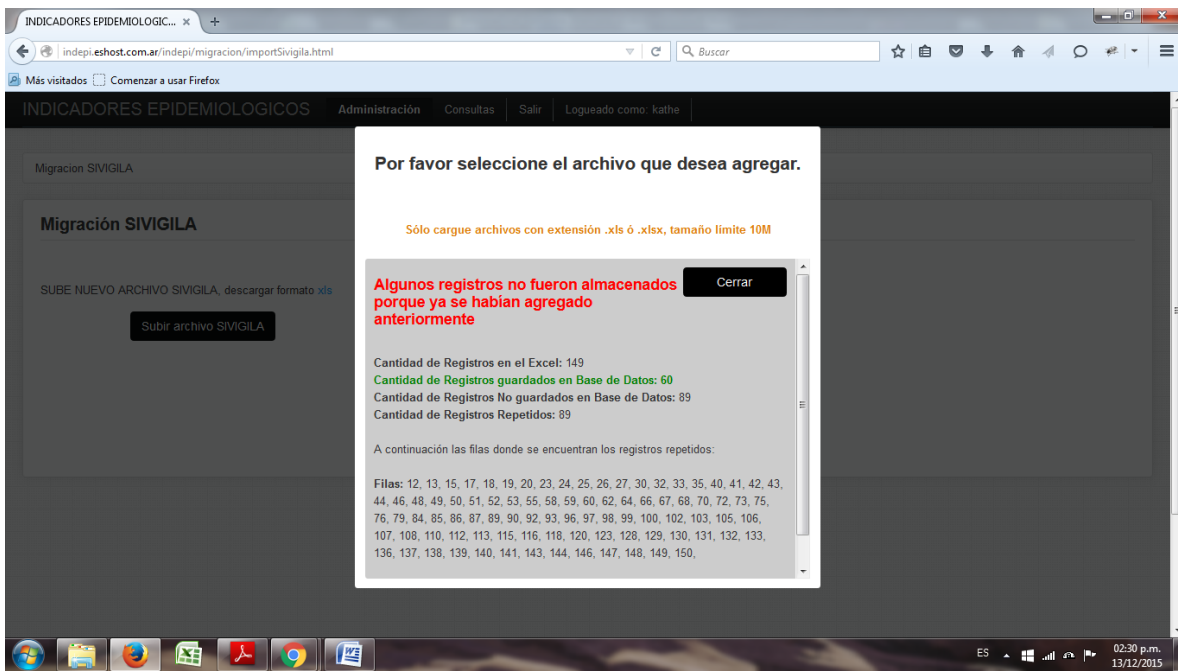 INDICADORES EPIDEMIOLOGIC...
indepi.eshost.com.ar/indepi/migracion/importSivigila.html
Buscar
Más visitados
Comenzar a usar Firefox
INDICADORES EPIDEMIOLOGICOS
Administración
Consultas
Salir
Logueado como: kathe
Migracion SIVIGILA
Migración SIVIGILA
SUBE NUEVO ARCHIVO SIVIGILA, descargar formato xls
Subir archivo SIVIGILA
Por favor seleccione el archivo que desea agregar.
Sólo cargue archivos con extensión .xls ó .xlsx, tamaño límite 10M
Algunos registros no fueron almacenados
porque ya se habían agregado
anteriormente
Cerrar
Cantidad de Registros en el Excel: 149
Cantidad de Registros guardados en Base de Datos: 60
Cantidad de Registros No guardados en Base de Datos: 89
Cantidad de Registros Repetidos: 89
A continuación las filas donde se encuentran los registros repetidos:
Filas: 12, 13, 15, 17, 18, 19, 20, 23, 24, 25, 26, 27, 30, 32, 33, 35, 40, 41, 42, 43,
44, 46, 48, 49, 50, 51, 52, 53, 55, 58, 59, 60, 62, 64, 66, 67, 68, 70, 72, 73, 75,
76, 79, 84, 85, 86, 87, 89, 90, 92, 93, 96, 97, 98, 99, 100, 102, 103, 105, 106,
107, 108, 110, 112, 113, 115, 116, 118, 120, 123, 128, 129, 130, 131, 132, 133,
136, 137, 138, 139, 140, 141, 143, 144, 146, 147, 148, 149, 150,
ES
02:30 p.m.
13/12/2015